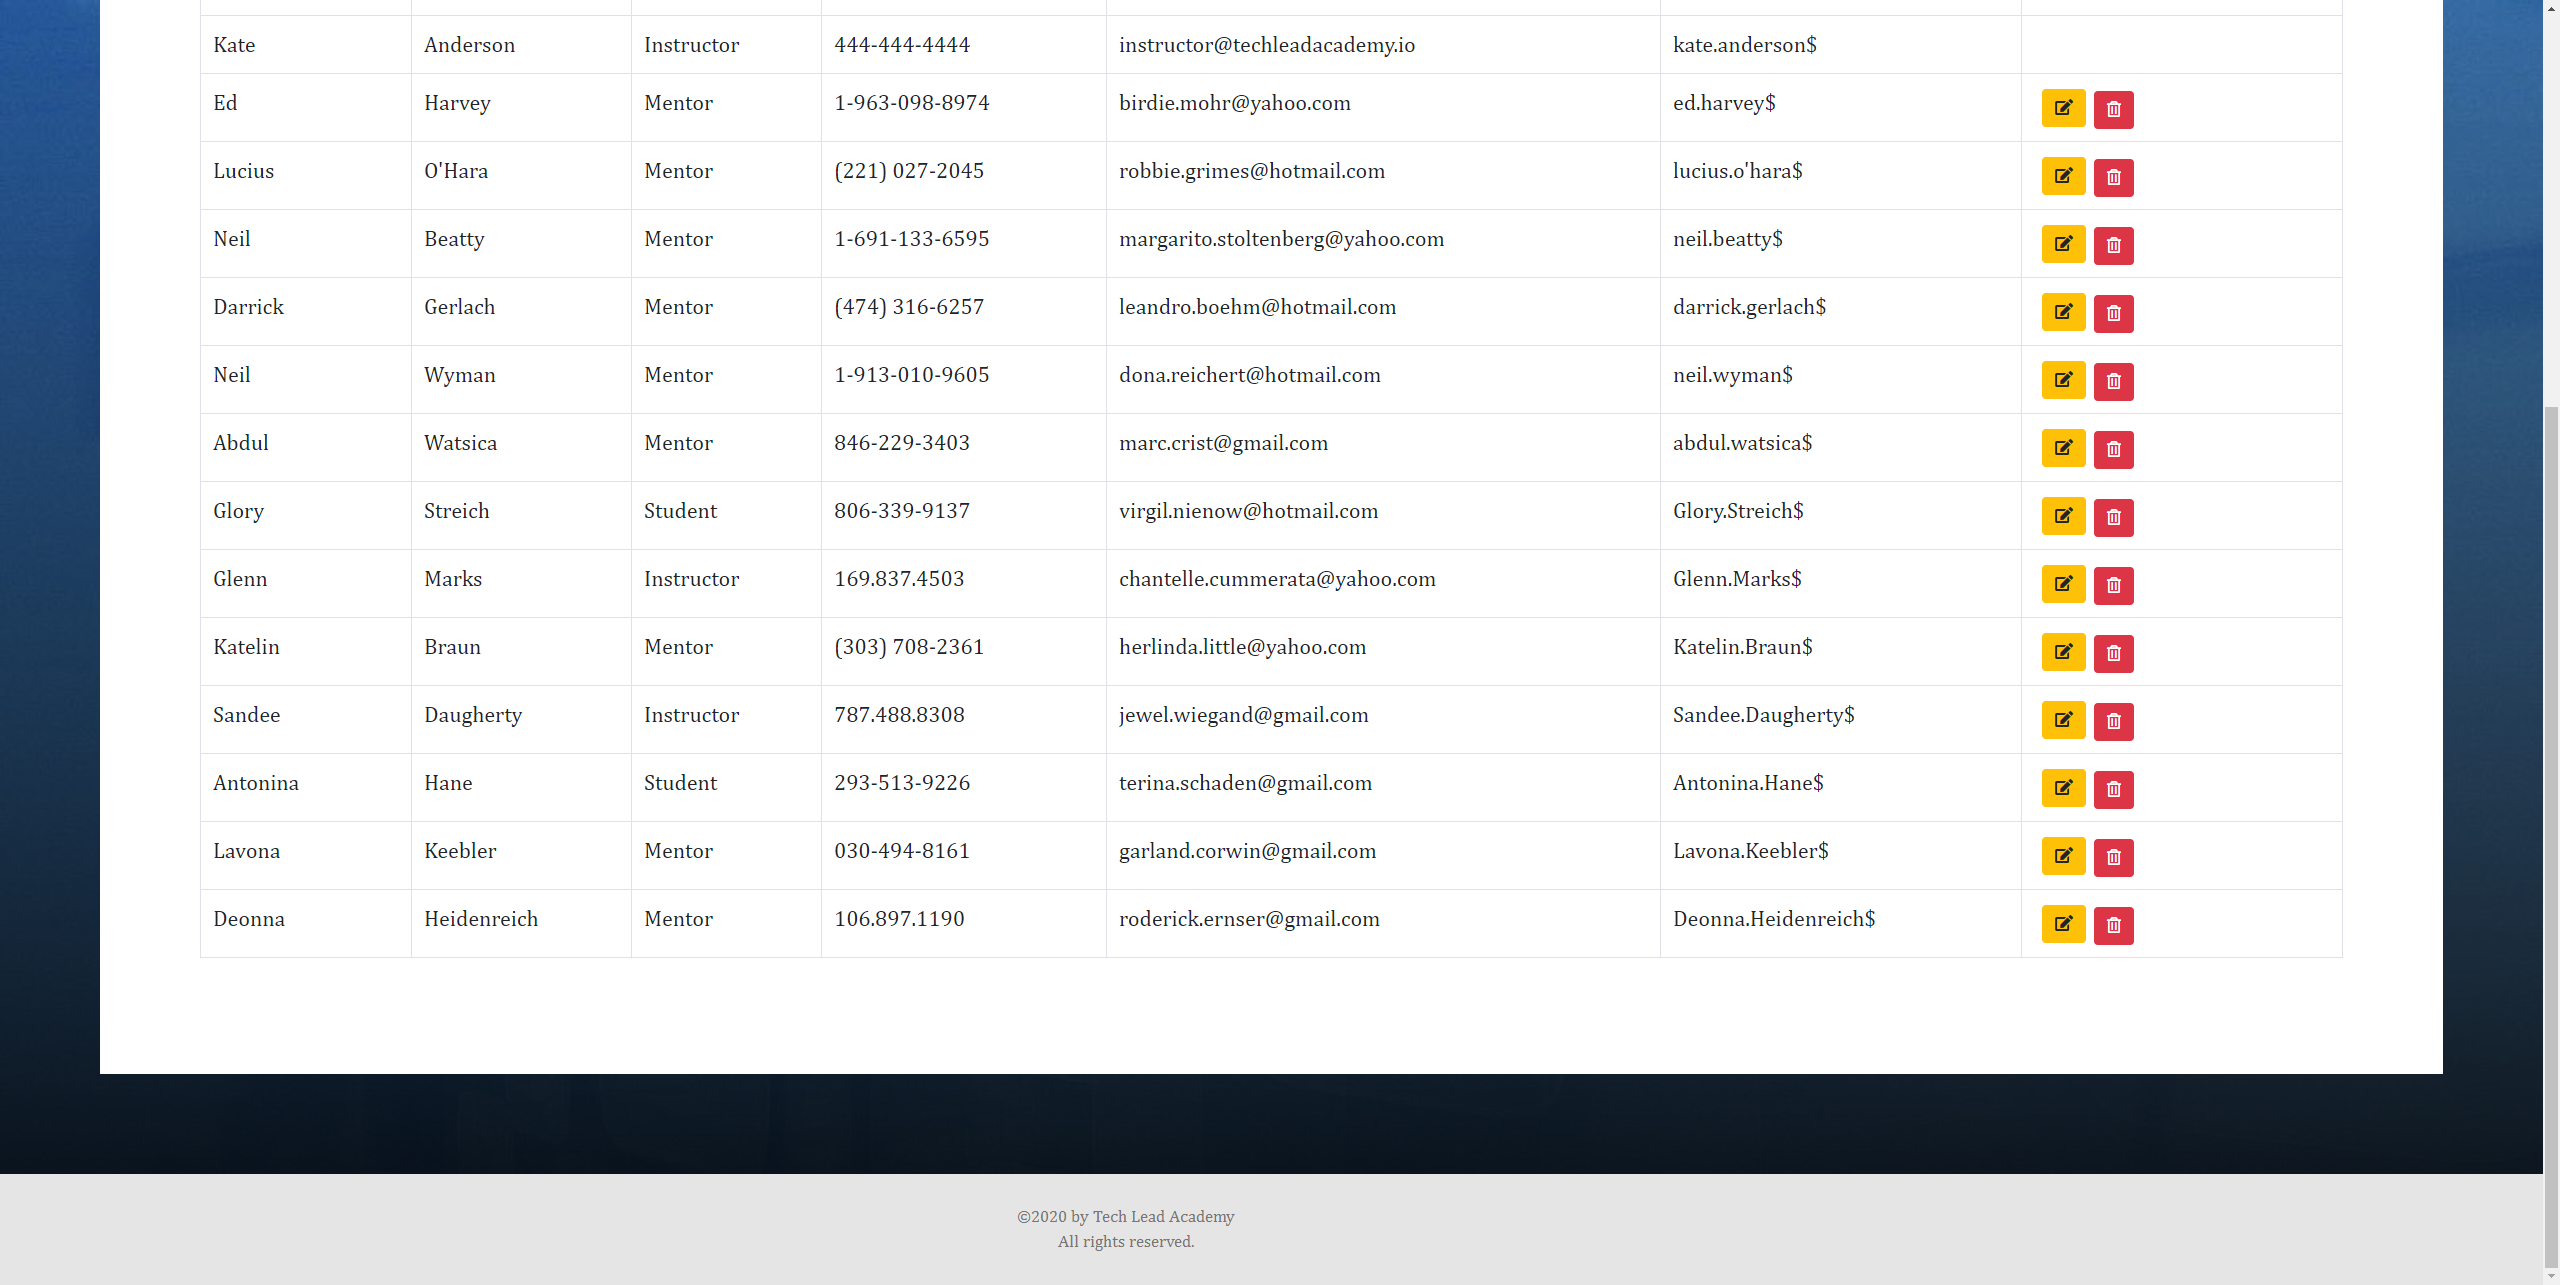 Kate Anderson Instructor 444-444-4444 instructor@techleadacademy.io kate.anderson$
Ed Harvey Mentor 1-963-098-8974 birdie.mohr@yahoo.com ed.harvey$
Lucius O'Hara Mentor (221) 027-2045 robbie.grimes@hotmail.com lucius.o'hara$
Neil Beatty Mentor 1-691-133-6595 margarito.stoltenberg@yahoo.com neil.beatty$
Darrick Gerlach Mentor (474) 316-6257 leandro.boehm@hotmail.com darrick.gerlach$
Neil Wyman Mentor 1-913-010-9605 dona.reichert@hotmail.com neil.wyman$
Abdul Watsica Mentor 846-229-3403 marc.crist@gmail.com abdul.watsica$
Glory Streich Student 806-339-9137 virgil.nienow@hotmail.com Glory.Streich$
Glenn Marks Instructor 169.837.4503 chantelle.cummerata@yahoo.com Glenn.Marks$
Katelin Braun Mentor (303) 708-2361 herlinda.little@yahoo.com Katelin.Braun$
Sandee Daugherty Instructor 787.488.8308 jewel.wiegand@gmail.com Sandee.Daugherty$
Antonina Hane Student 293-513-9226 terina.schaden@gmail.com Antonina.Hane$
Lavona Keebler Mentor 030-494-8161 garland.corwin@gmail.com Lavona.Keebler$
Deonna Heidenreich Mentor 106.897.1190 roderick.ernser@gmail.com Deonna.Heidenreich$
©2020 by Tech Lead Academy
All rights reserved.